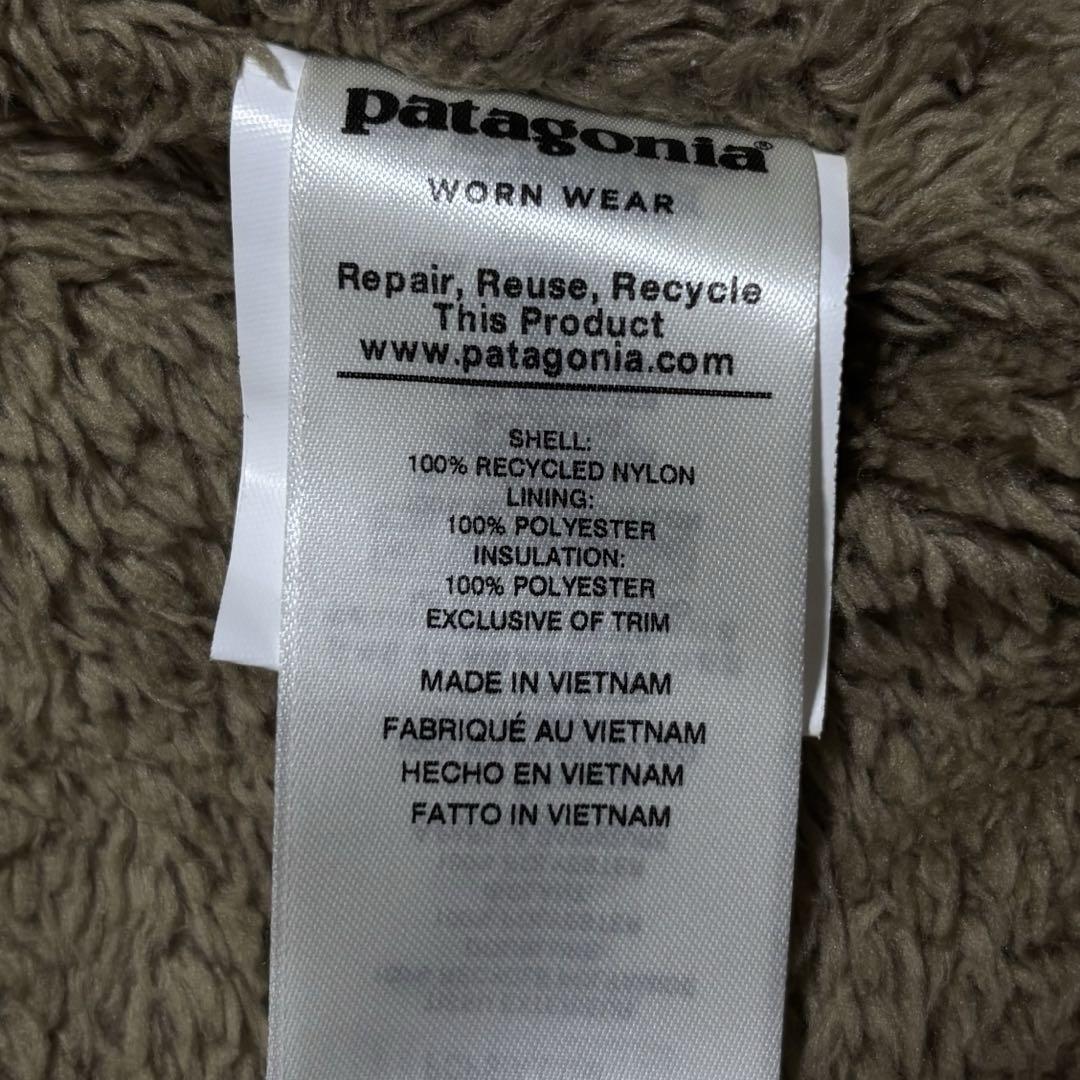 patagonia®
WORN WEAR
Repair, Reuse, Recycle
This Product
www.patagonia.com
SHELL:
100% RECYCLED NYLON
LINING:
100% POLYESTER
INSULATION:
100% POLYESTER
EXCLUSIVE OF TRIM
MADE IN VIETNAM
FABRIQUÉ AU VIETNAM
HECHO EN VIETNAM
FATTO IN VIETNAM